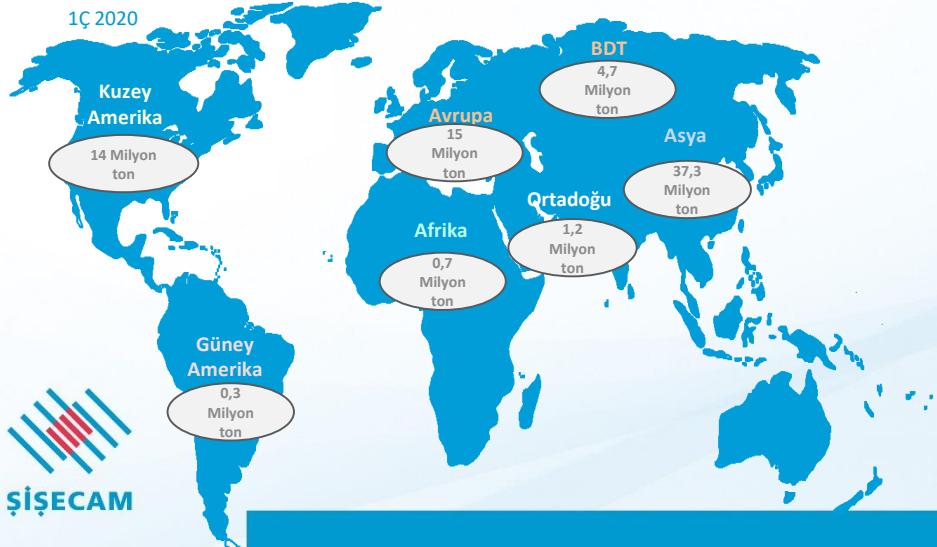 1Ç 2020
Kuzey
Amerika
14 Milyon
ton
BDT
4,7
Milyon
ton
Avrupa
15
Milyon
ton
Asya
37,3
Milyon
ton
Ortadoğu
1,2
Milyon
ton
Afrika
0,7
Milyon
ton
Güney
Amerika
0,3
Milyon
ton
ŞİŞECAM